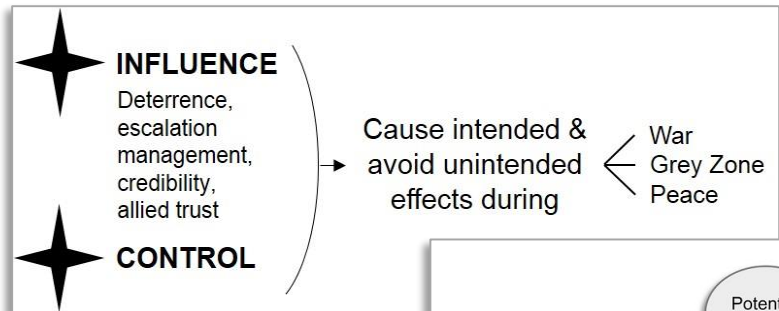 INFLUENCE
Deterrence,
escalation
management,
credibility,
allied trust
CONTROL
Cause intended &
avoid unintended
effects during
War
Grey Zone
Peace